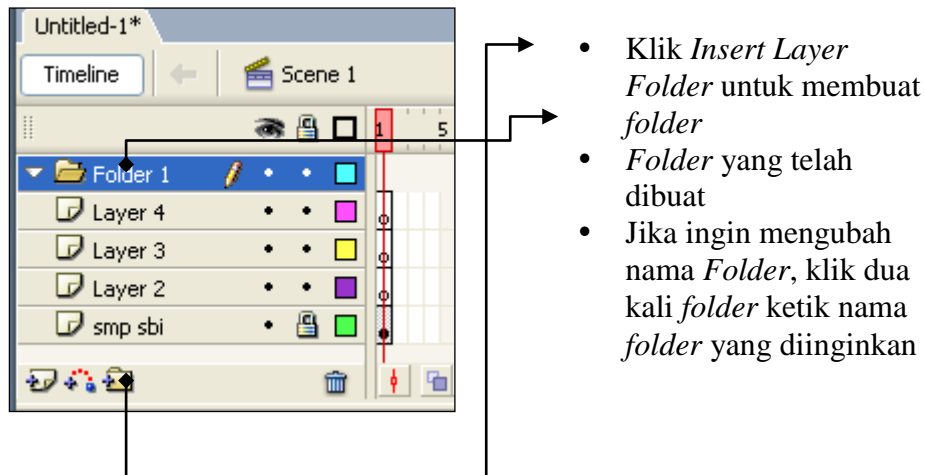 Untitled-1*
Timeline
Scene 1
1 5
Folder 1
Layer 4
Layer 3
Layer 2
smp sbi
• Klik Insert Layer
Folder untuk membuat
folder
• Folder yang telah
dibuat
• Jika ingin mengubah
nama Folder, klik dua
kali folder ketik nama
folder yang diinginkan